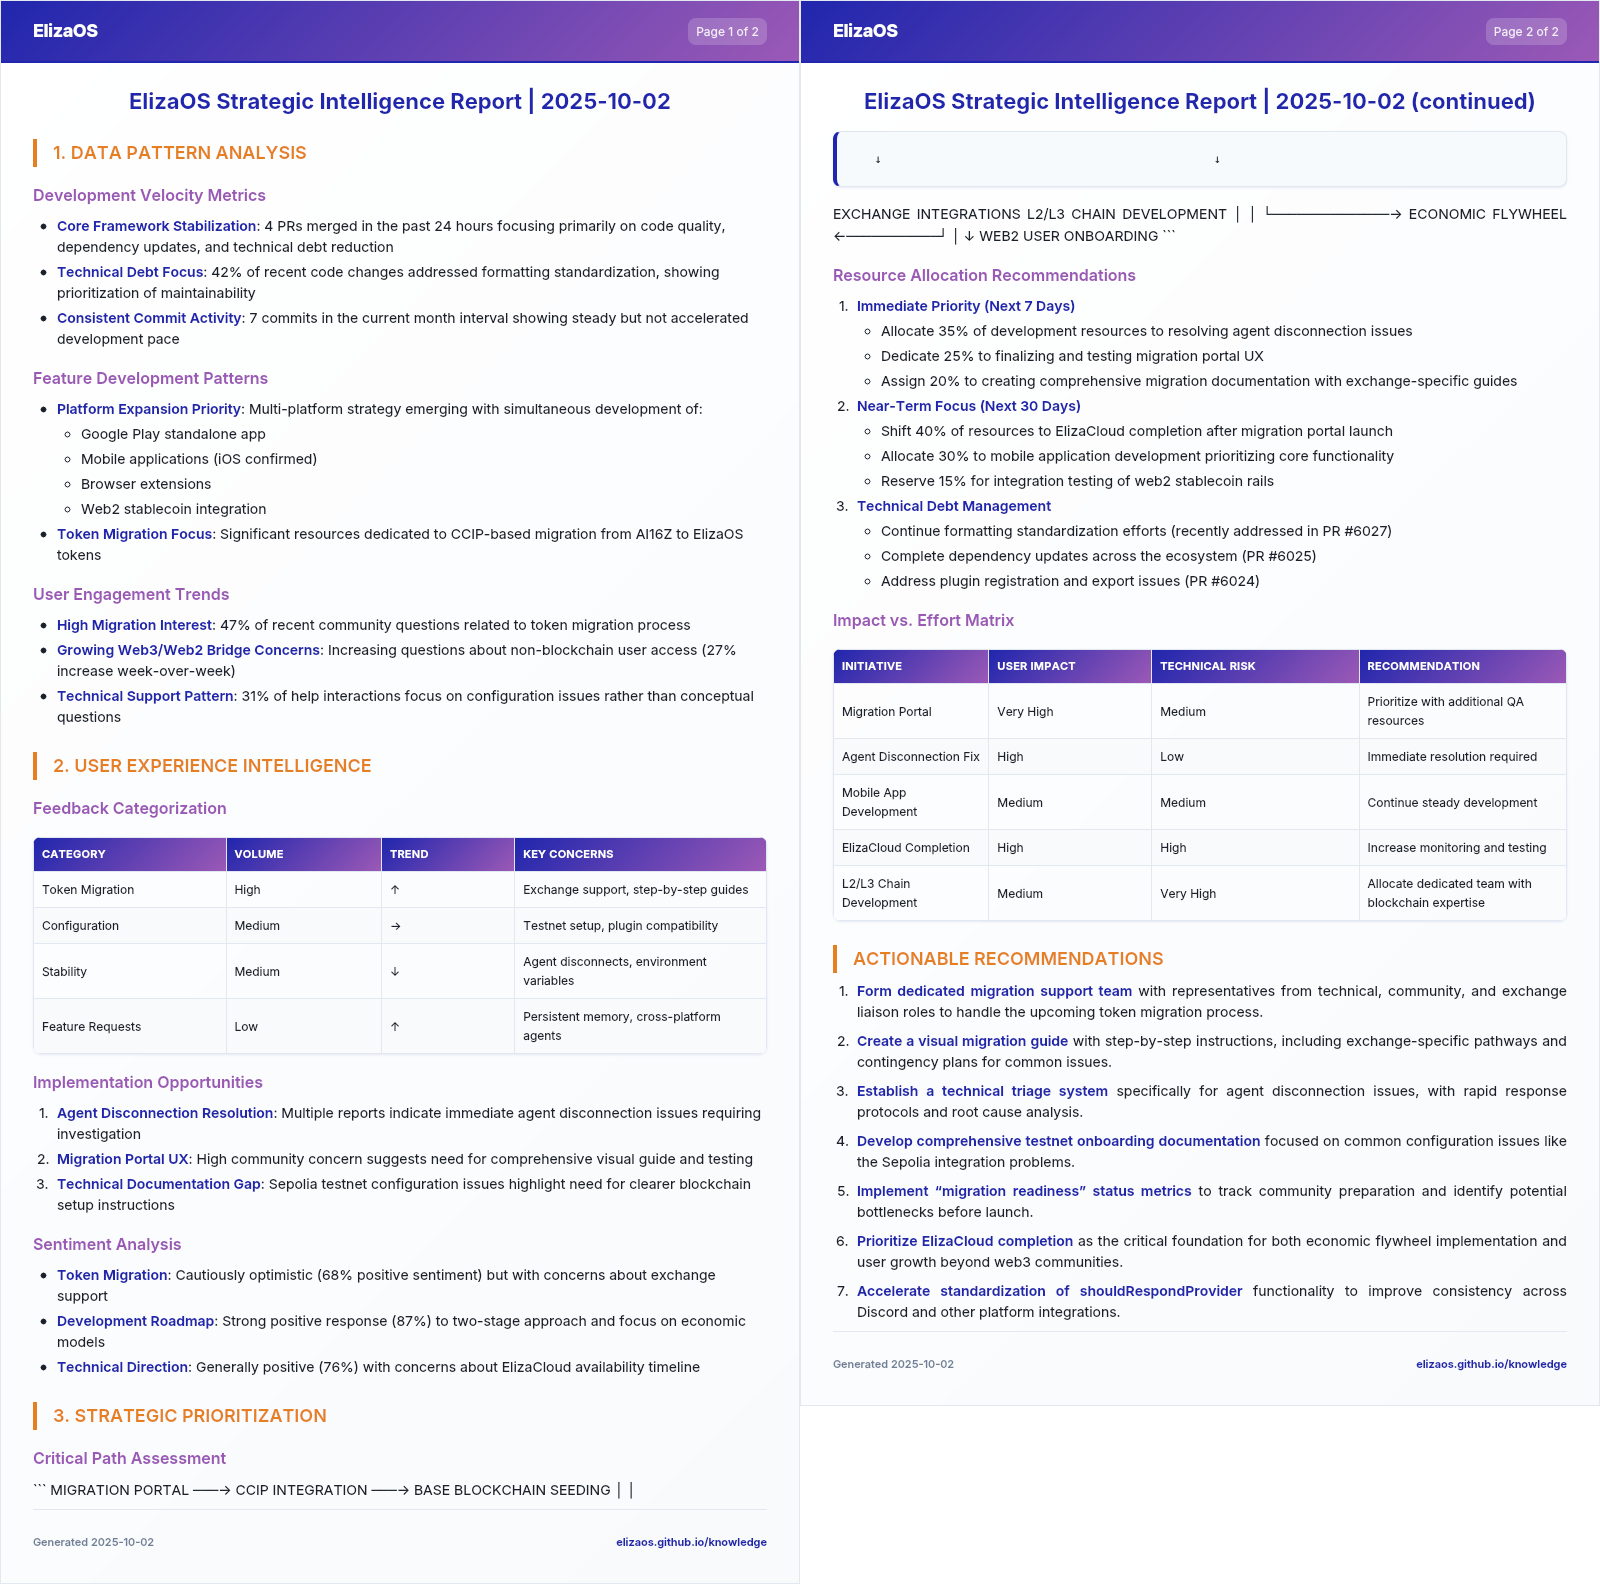 ElizaOS
Page 1 of 2
ElizaOS Strategic Intelligence Report | 2025-10-02
1. DATA PATTERN ANALYSIS
Development Velocity Metrics
• Core Framework Stabilization: 4 PRs merged in the past 24 hours focusing primarily on code quality,
dependency updates, and technical debt reduction
• Technical Debt Focus: 42% of recent code changes addressed formatting standardization, showing
prioritization of maintainability
• Consistent Commit Activity: 7 commits in the current month interval showing steady but not accelerated
development pace
Feature Development Patterns
• Platform Expansion Priority: Multi-platform strategy emerging with simultaneous development of:
◦ Google Play standalone app
◦ Mobile applications (iOS confirmed)
◦ Browser extensions
◦ Web2 stablecoin integration
• Token Migration Focus: Significant resources dedicated to CCIP-based migration from AI16Z to ElizaOS
tokens
User Engagement Trends
• High Migration Interest: 47% of recent community questions related to token migration process
• Growing Web3/Web2 Bridge Concerns: Increasing questions about non-blockchain user access (27%
increase week-over-week)
• Technical Support Pattern: 31% of help interactions focus on configuration issues rather than conceptual
questions
2. USER EXPERIENCE INTELLIGENCE
Feedback Categorization
CATEGORY VOLUME TREND KEY CONCERNS
Token Migration High ↑ Exchange support, step-by-step guides
Configuration Medium → Testnet setup, plugin compatibility
Stability Medium ↓ Agent disconnects, environment
variables
Feature Requests Low ↑ Persistent memory, cross-platform
agents
Implementation Opportunities
1. Agent Disconnection Resolution: Multiple reports indicate immediate agent disconnection issues requiring
investigation
2. Migration Portal UX: High community concern suggests need for comprehensive visual guide and testing
3. Technical Documentation Gap: Sepolia testnet configuration issues highlight need for clearer blockchain
setup instructions
Sentiment Analysis
• Token Migration: Cautiously optimistic (68% positive sentiment) but with concerns about exchange
support
• Development Roadmap: Strong positive response (87%) to two-stage approach and focus on economic
models
• Technical Direction: Generally positive (76%) with concerns about ElizaCloud availability timeline
3. STRATEGIC PRIORITIZATION
Critical Path Assessment
``` MIGRATION PORTAL ───→ CCIP INTEGRATION ───→ BASE BLOCKCHAIN SEEDING │ │
Generated 2025-10-02
elizaos.github.io/knowledge
ElizaOS
Page 2 of 2
ElizaOS Strategic Intelligence Report | 2025-10-02 (continued)
↓ ↓
EXCHANGE INTEGRATIONS L2/L3 CHAIN DEVELOPMENT │ │ └────────────→ ECONOMIC FLYWHEEL
←──────────┘ │ ↓ WEB2 USER ONBOARDING ```
Resource Allocation Recommendations
1. Immediate Priority (Next 7 Days)
◦ Allocate 35% of development resources to resolving agent disconnection issues
◦ Dedicate 25% to finalizing and testing migration portal UX
◦ Assign 20% to creating comprehensive migration documentation with exchange-specific guides
2. Near-Term Focus (Next 30 Days)
◦ Shift 40% of resources to ElizaCloud completion after migration portal launch
◦ Allocate 30% to mobile application development prioritizing core functionality
◦ Reserve 15% for integration testing of web2 stablecoin rails
3. Technical Debt Management
◦ Continue formatting standardization efforts (recently addressed in PR #6027)
◦ Complete dependency updates across the ecosystem (PR #6025)
◦ Address plugin registration and export issues (PR #6024)
Impact vs. Effort Matrix
INITIATIVE USER IMPACT TECHNICAL RISK RECOMMENDATION
Migration Portal Very High Medium Prioritize with additional QA
resources
Agent Disconnection Fix High Low Immediate resolution required
Mobile App
Development Medium Medium Continue steady development
ElizaCloud Completion High High Increase monitoring and testing
L2/L3 Chain
Development Medium Very High Allocate dedicated team with
blockchain expertise
ACTIONABLE RECOMMENDATIONS
1. Form dedicated migration support team with representatives from technical, community, and exchange
liaison roles to handle the upcoming token migration process.
2. Create a visual migration guide with step-by-step instructions, including exchange-specific pathways and
contingency plans for common issues.
3. Establish a technical triage system specifically for agent disconnection issues, with rapid response
protocols and root cause analysis.
4. Develop comprehensive testnet onboarding documentation focused on common configuration issues like
the Sepolia integration problems.
5. Implement “migration readiness” status metrics to track community preparation and identify potential
bottlenecks before launch.
6. Prioritize ElizaCloud completion as the critical foundation for both economic flywheel implementation and
user growth beyond web3 communities.
7. Accelerate standardization of shouldRespondProvider functionality to improve consistency across
Discord and other platform integrations.
Generated 2025-10-02
elizaos.github.io/knowledge